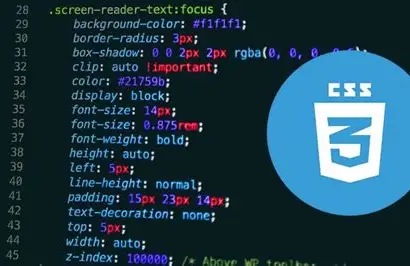 28 .screen-reader-text:focus {
29 background-color: #f1f1f1;
30 border-radius: 3px;
31 box-shadow: 0 0 2px 2px rgba(0, 0, 0,
32 clip: auto !important;
33 color: #21759b;
34 display: block;
35 font-size: 14px;
36 font-size: 0.875rem;
37 font-weight: bold;
38 height: auto;
39 left: 5px;
40 line-height: normal;
41 padding: 15px 23px 14px;
42 text-decoration: none;
43 top: 5px;
44 width: auto;
45 z-index: 100000; /* Above WP
CSS
3